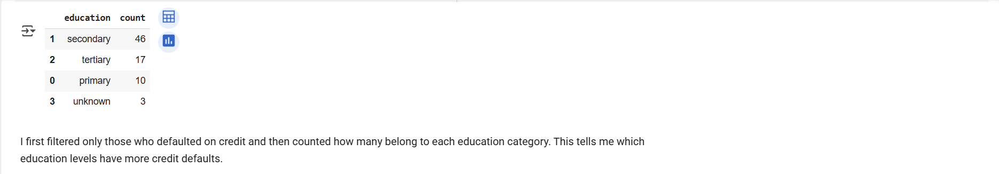 education count
1 secondary 46
2 tertiary 17
0 primary 10
3 unknown 3
I first filtered only those who defaulted on credit and then counted how many belong to each education category. This tells me which
education levels have more credit defaults.